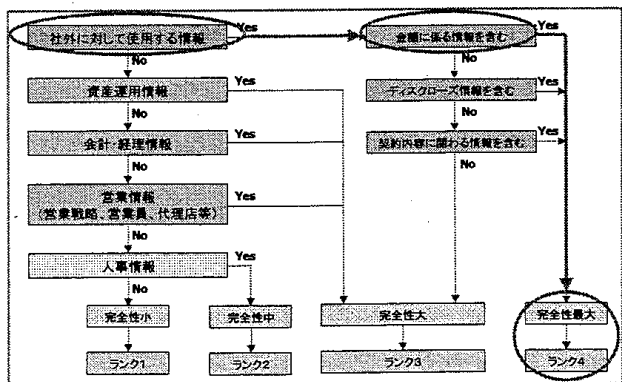 社外に対して使用する情報
Yes
金額に係る情報を含む
Yes
No
No
資産運用情報
Yes
ディスクローズ情報を含む
Yes
No
No
会計・経理情報
Yes
契約内容に関わる情報を含む
Yes
No
営業情報
(営業戦略、営業員、代理店等)
Yes
No
No
人事情報
Yes
No
完全性小
完全性中
完全性大
完全性最大
ランク1
ランク2
ランク3
ランク4